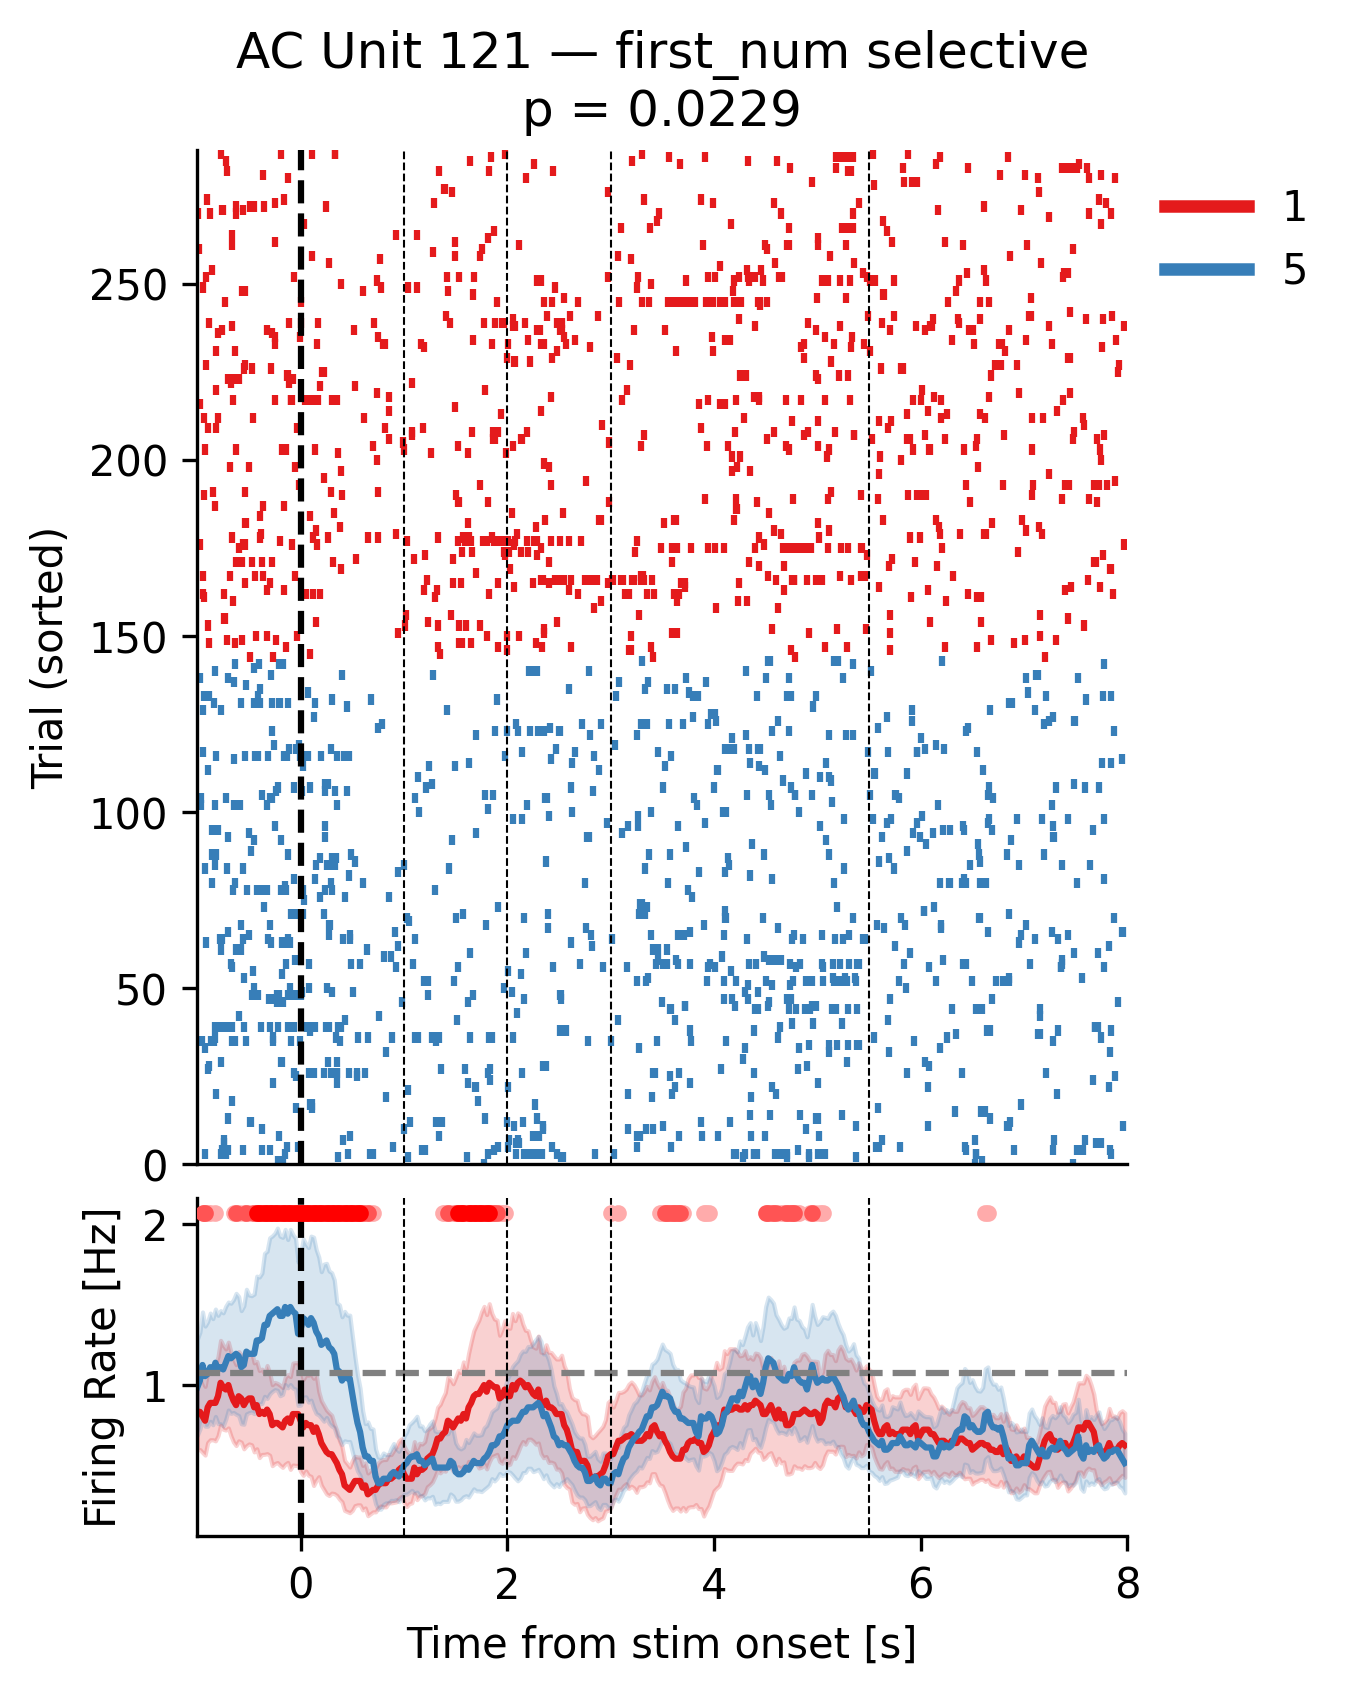 AC Unit 121 — first_num selective
p = 0.0229
1
5
Trial (sorted)
250
200
150
100
50
0
Firing Rate [Hz]
2
1
0 2 4 6 8
Time from stim onset [s]